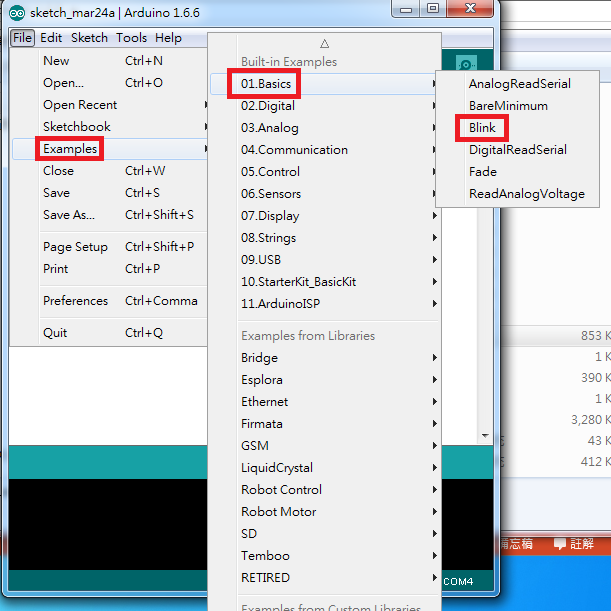 sketch_mar24a | Arduino 1.6.6
File Edit Sketch Tools Help
New Ctrl+N
Open... Ctrl+O
Open Recent
Sketchbook
Examples
Close Ctrl+W
Save Ctrl+S
Save As... Ctrl+Shift+S
Page Setup Ctrl+Shift+P
Print Ctrl+P
Preferences Ctrl+Comma
Quit Ctrl+Q
Built-in Examples
01.Basics
02.Digital
03.Analog
04.Communication
05.Control
06.Sensors
07.Display
08.Strings
09.USB
10.StarterKit_BasicKit
11.ArduinoISP
Examples from Libraries
Bridge
Esplora
Ethernet
Firmata
GSM
LiquidCrystal
Robot Control
Robot Motor
SD
Temboo
RETIRED
Examples from Custom Libraries
AnalogReadSerial
BareMinimum
Blink
DigitalReadSerial
Fade
ReadAnalogVoltage
853 K
1 K
390 K
1 K
3,280 K
43 K
412 K
備忘稿 註解
COM4